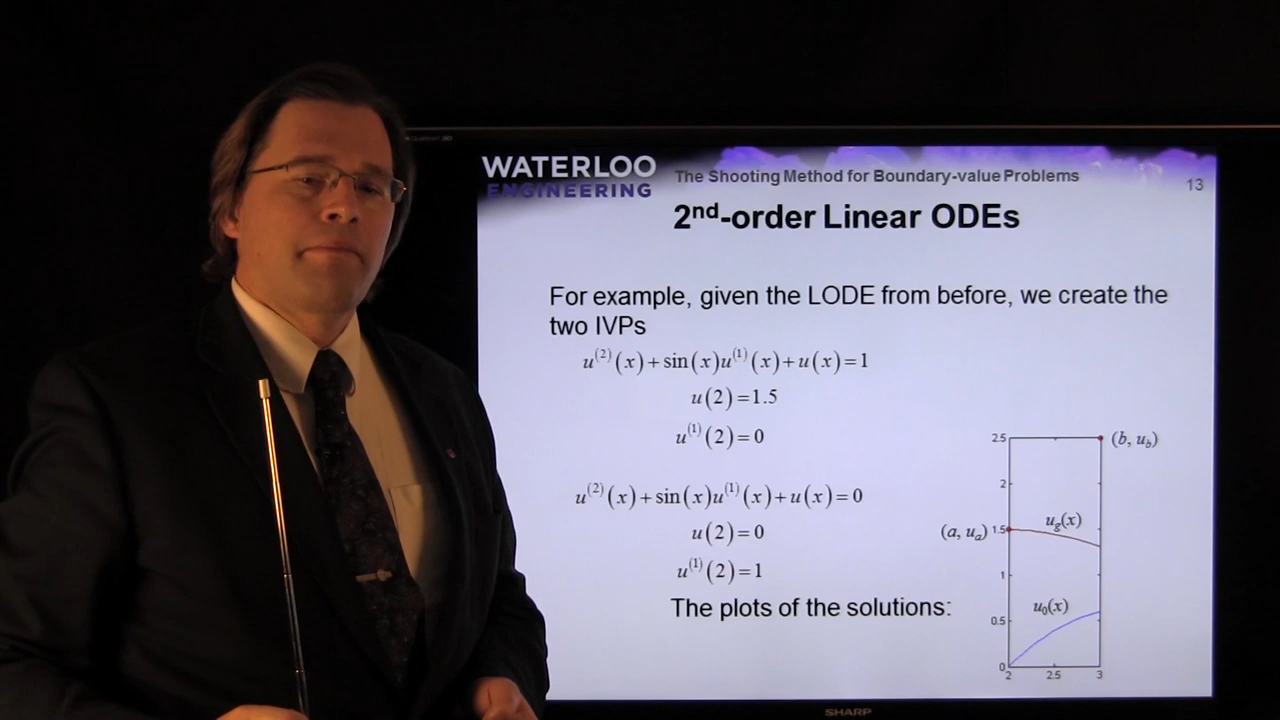 WATERLOO
ENGINEERING
The Shooting Method for Boundary-value Problems
13
2nd-order Linear ODEs
For example, given the LODE from before, we create the
two IVPs
u⁽²⁾(x)+sin(x)u⁽¹⁾(x)+u(x)=1
u(2)=1.5
u⁽¹⁾(2)=0
u⁽²⁾(x)+sin(x)u⁽¹⁾(x)+u(x)=0
u(2)=0
u⁽¹⁾(2)=1
The plots of the solutions:
2.5
(b, u_b)
2
(a, u_a)
1.5
u_g(x)
1
u₀(x)
0.5
0
2 2.5 3
SHARP